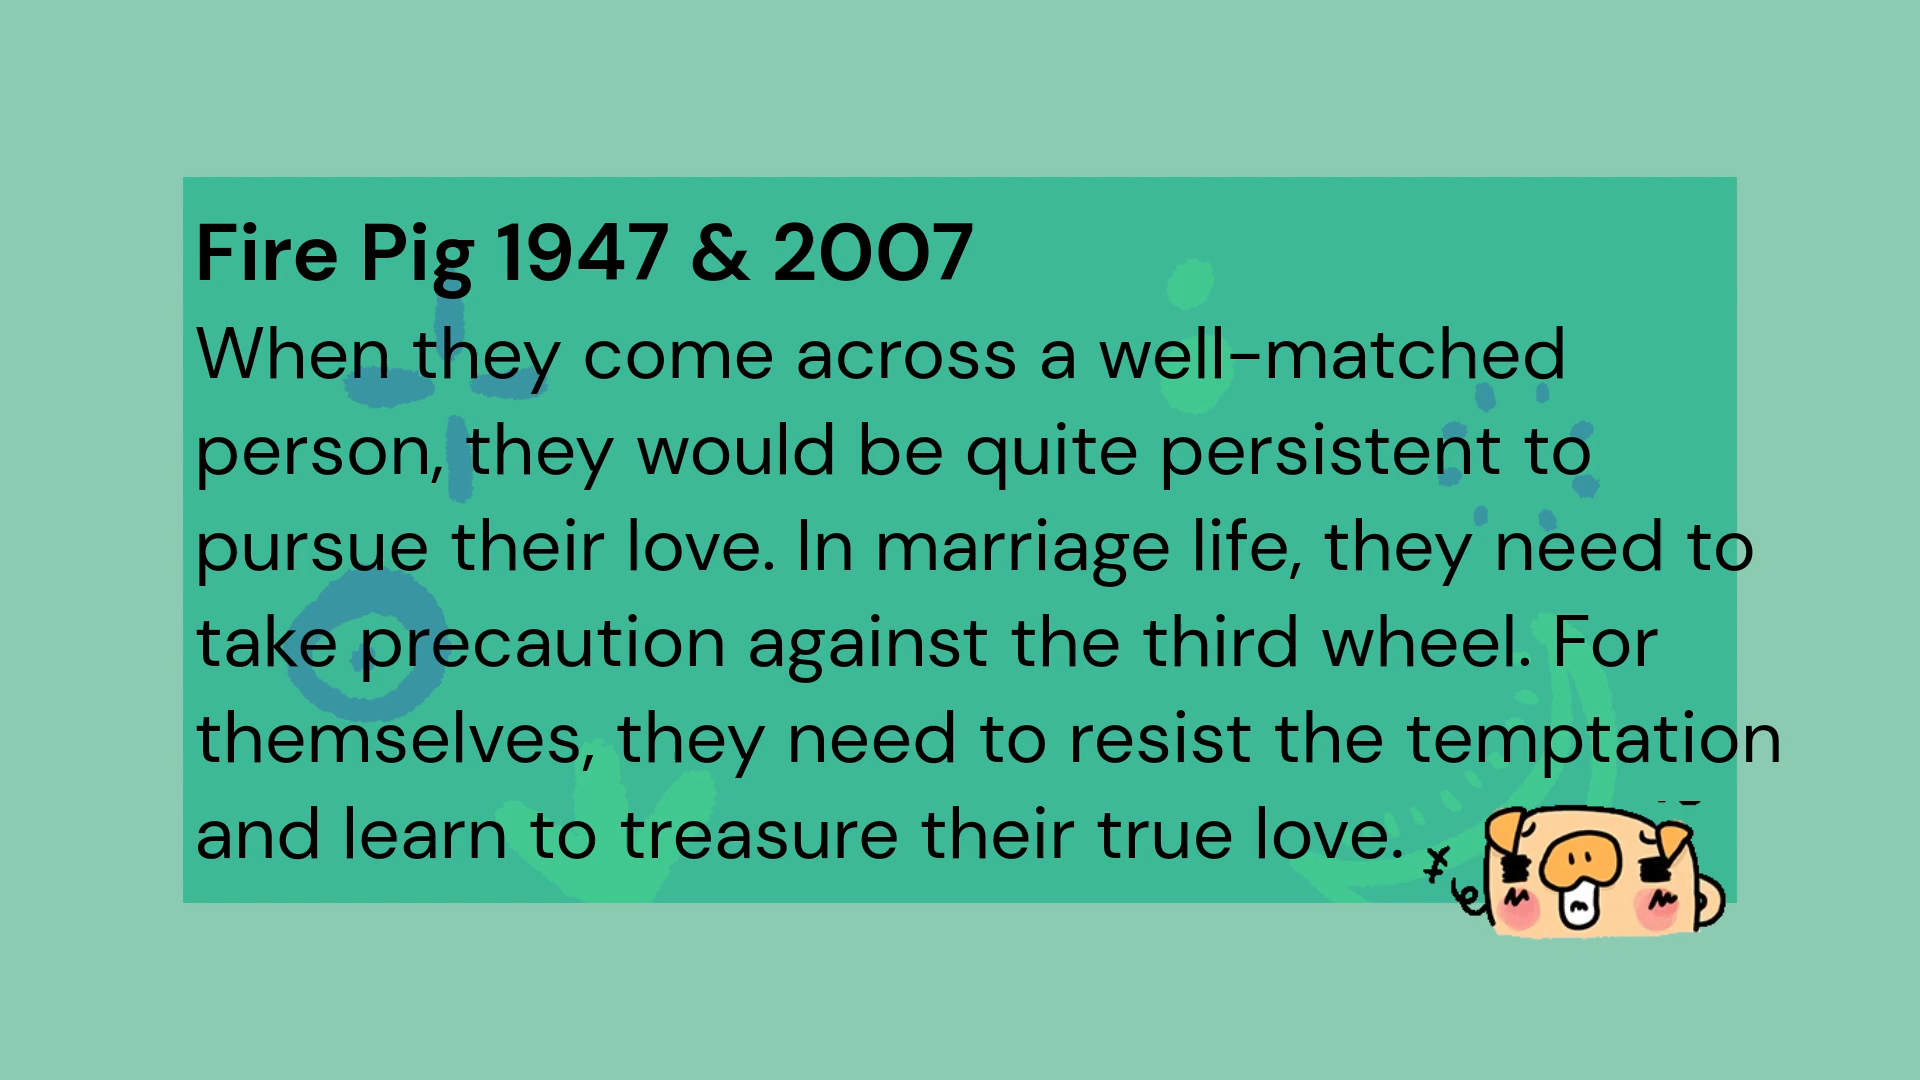 Fire Pig 1947 & 2007
When they come across a well-matched
person, they would be quite persistent to
pursue their love. In marriage life, they need to
take precaution against the third wheel. For
themselves, they need to resist the temptation
and learn to treasure their true love.